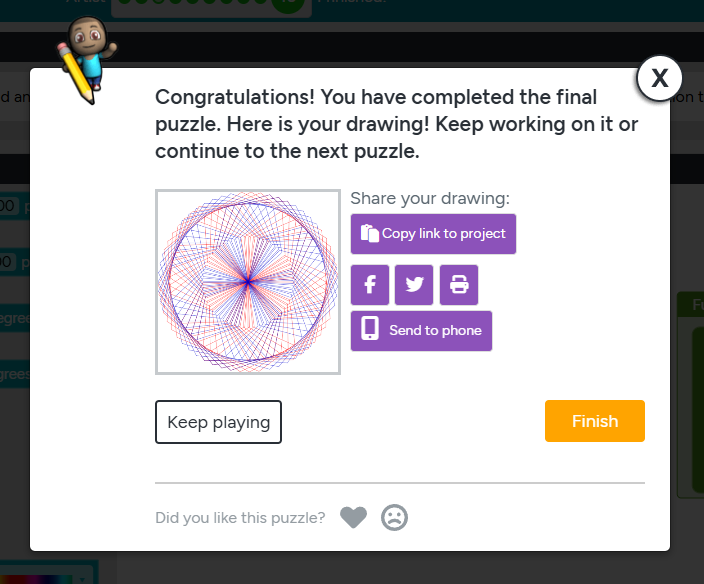 X
Congratulations! You have completed the final
puzzle. Here is your drawing! Keep working on it or
continue to the next puzzle.
Share your drawing:
Copy link to project
Send to phone
Keep playing
Finish
Did you like this puzzle?